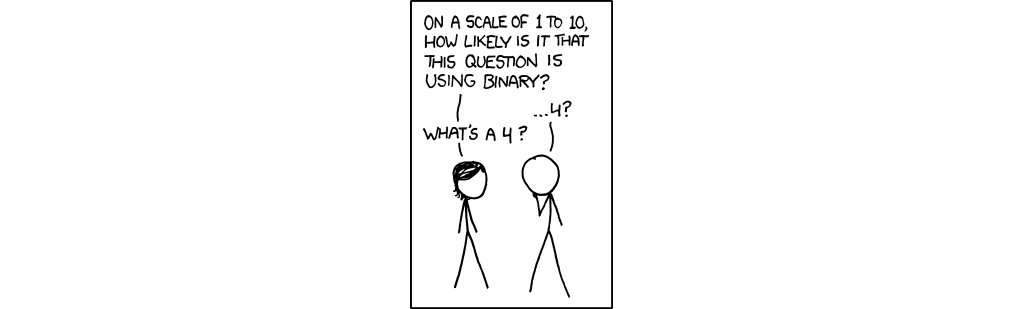 ON A SCALE OF 1 TO 10,
HOW LIKELY IS IT THAT
THIS QUESTION IS
USING BINARY?
...4?
WHAT'S A 4?